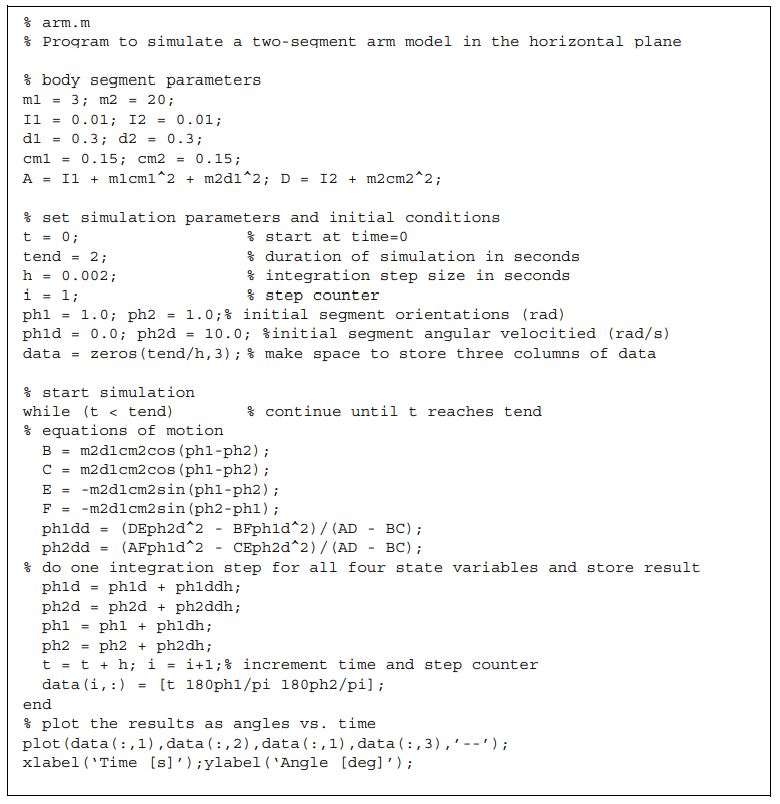 % arm.m
% Program to simulate a two-segment arm model in the horizontal plane
% body segment parameters
m1 = 3; m2 = 20;
I1 = 0.01; I2 = 0.01;
d1 = 0.3; d2 = 0.3;
cm1 = 0.15; cm2 = 0.15;
A = I1 + m1cm1^2 + m2d1^2; D = I2 + m2cm2^2;
% set simulation parameters and initial conditions
t = 0; % start at time=0
tend = 2; % duration of simulation in seconds
h = 0.002; % integration step size in seconds
i = 1; % step counter
ph1 = 1.0; ph2 = 1.0;% initial segment orientations (rad)
ph1d = 0.0; ph2d = 10.0; %initial segment angular velocitied (rad/s)
data = zeros(tend/h,3);% make space to store three columns of data
% start simulation
while (t < tend) % continue until t reaches tend
% equations of motion
B = m2d1cm2cos(ph1-ph2);
C = m2d1cm2cos(ph1-ph2);
E = -m2d1cm2sin(ph1-ph2);
F = -m2d1cm2sin(ph2-ph1);
ph1dd = (DEph2d^2 - BFph1d^2)/(AD - BC);
ph2dd = (AFph1d^2 - CEph2d^2)/(AD - BC);
% do one integration step for all four state variables and store result
ph1d = ph1d + ph1ddh;
ph2d = ph2d + ph2ddh;
ph1 = ph1 + ph1dh;
ph2 = ph2 + ph2dh;
t = t + h; i = i+1;% increment time and step counter
data(i,:) = [t 180ph1/pi 180ph2/pi];
end
% plot the results as angles vs. time
plot(data(:,1),data(:,2),data(:,1),data(:,3),’--’);
xlabel(‘Time [s]’);ylabel(‘Angle [deg]’);